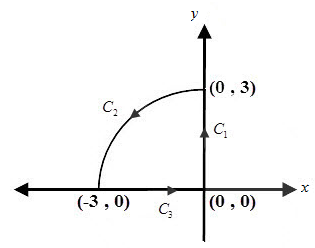 y
(0 , 3)
C₂
C₁
x
(-3 , 0)
C₃
(0 , 0)